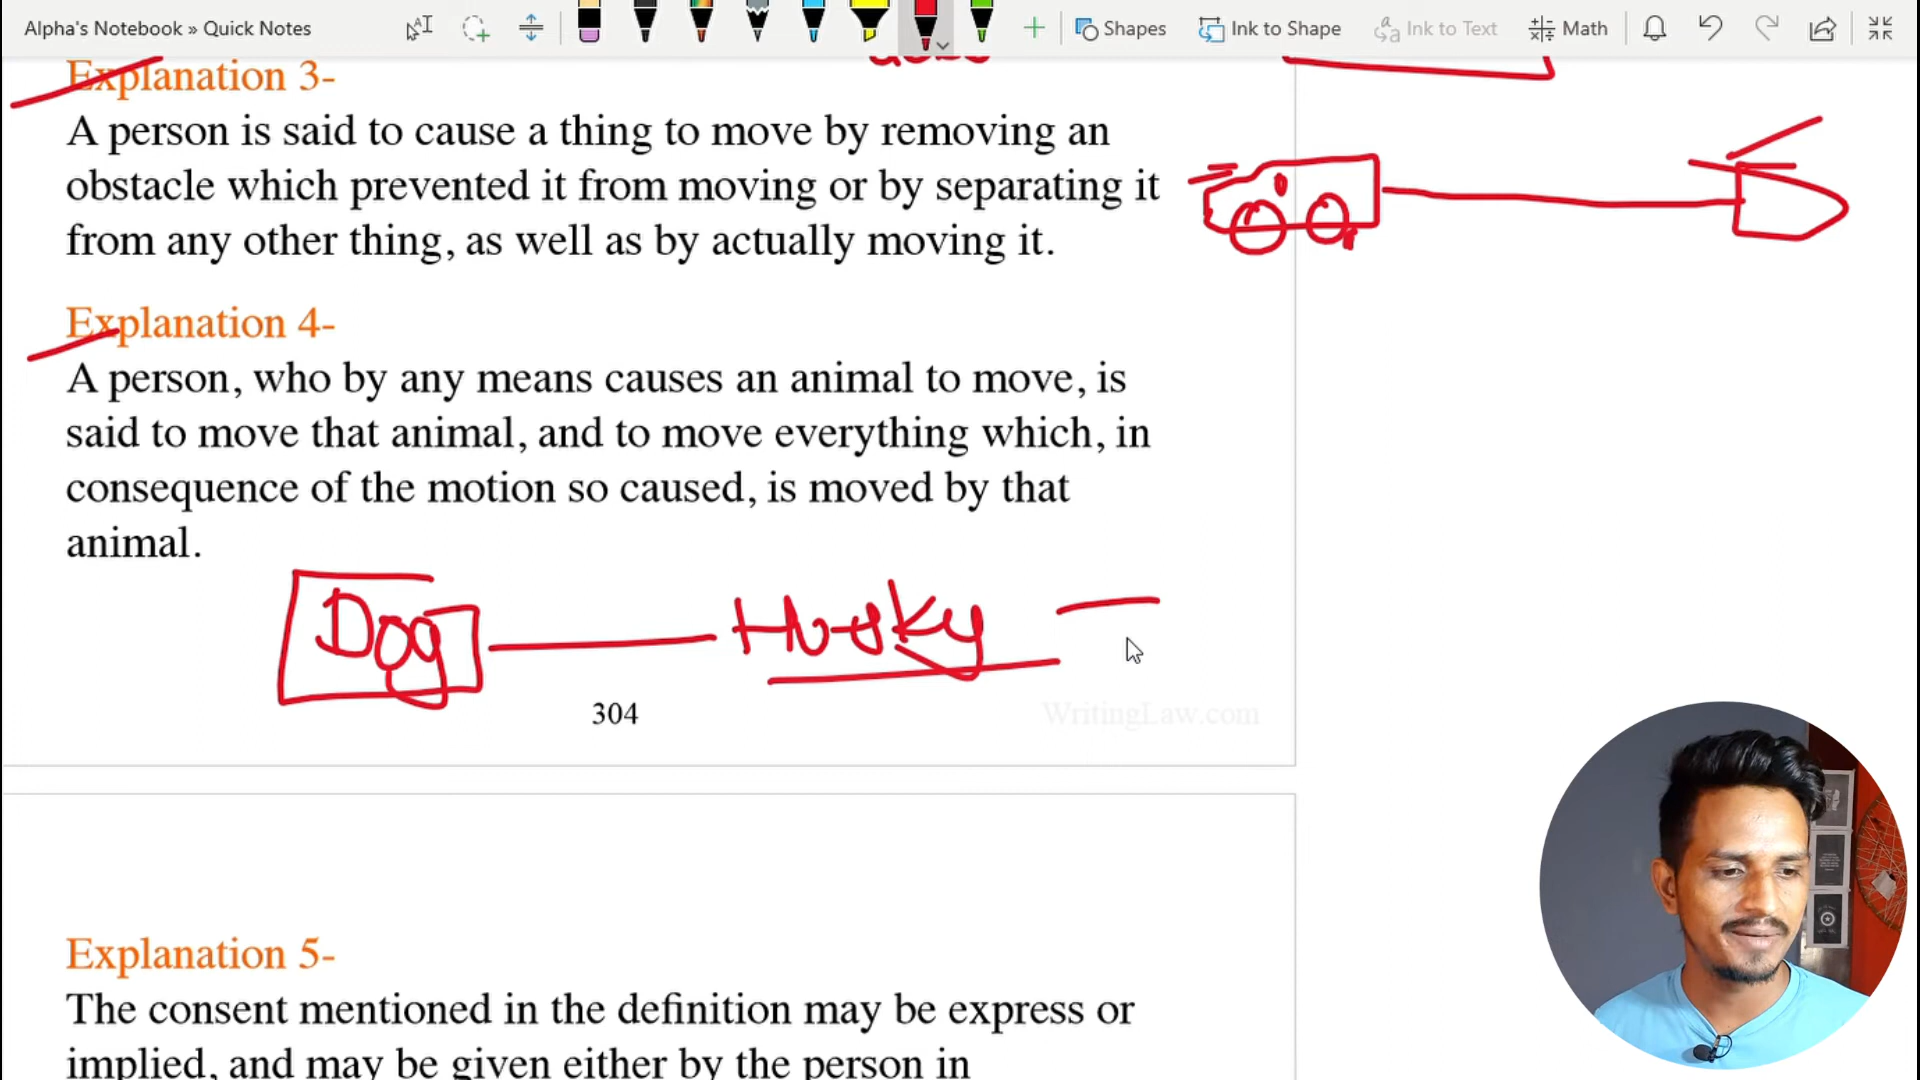 Alpha's Notebook » Quick Notes
Shapes
Ink to Shape
Ink to Text
Math
Explanation 3-
A person is said to cause a thing to move by removing an
obstacle which prevented it from moving or by separating it
from any other thing, as well as by actually moving it.
Explanation 4-
A person, who by any means causes an animal to move, is
said to move that animal, and to move everything which, in
consequence of the motion so caused, is moved by that
animal.
Dog
Husky
304
WritingLaw.com
Explanation 5-
The consent mentioned in the definition may be express or
implied, and may be given either by the person in